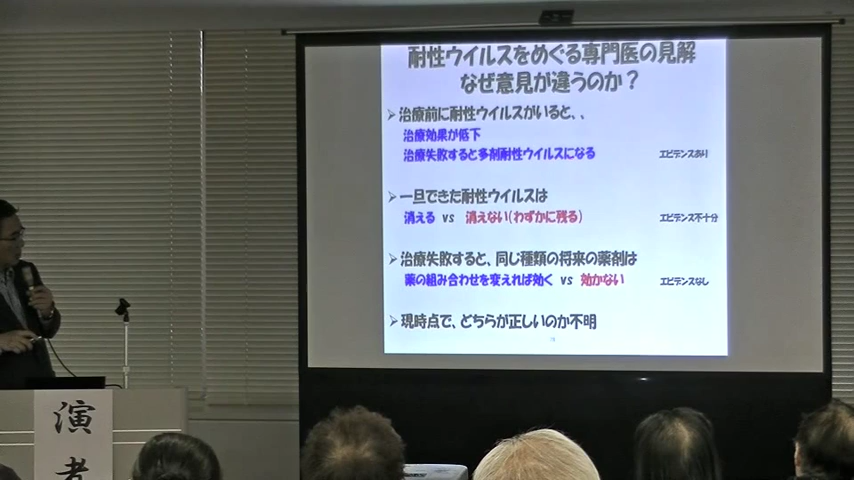 耐性ウイルスをめぐる専門医の見解
なぜ意見が違うのか？
➢治療前に耐性ウイルスがいると、、
治療効果が低下
治療失敗すると多剤耐性ウイルスになる エビデンスあり
➢一旦できた耐性ウイルスは
消える vs 消えない(わずかに残る) エビデンス不十分
➢治療失敗すると、同じ種類の将来の薬剤は
薬の組み合わせを変えれば効く vs 効かない エビデンスなし
➢現時点で、どちらが正しいのか不明
演者